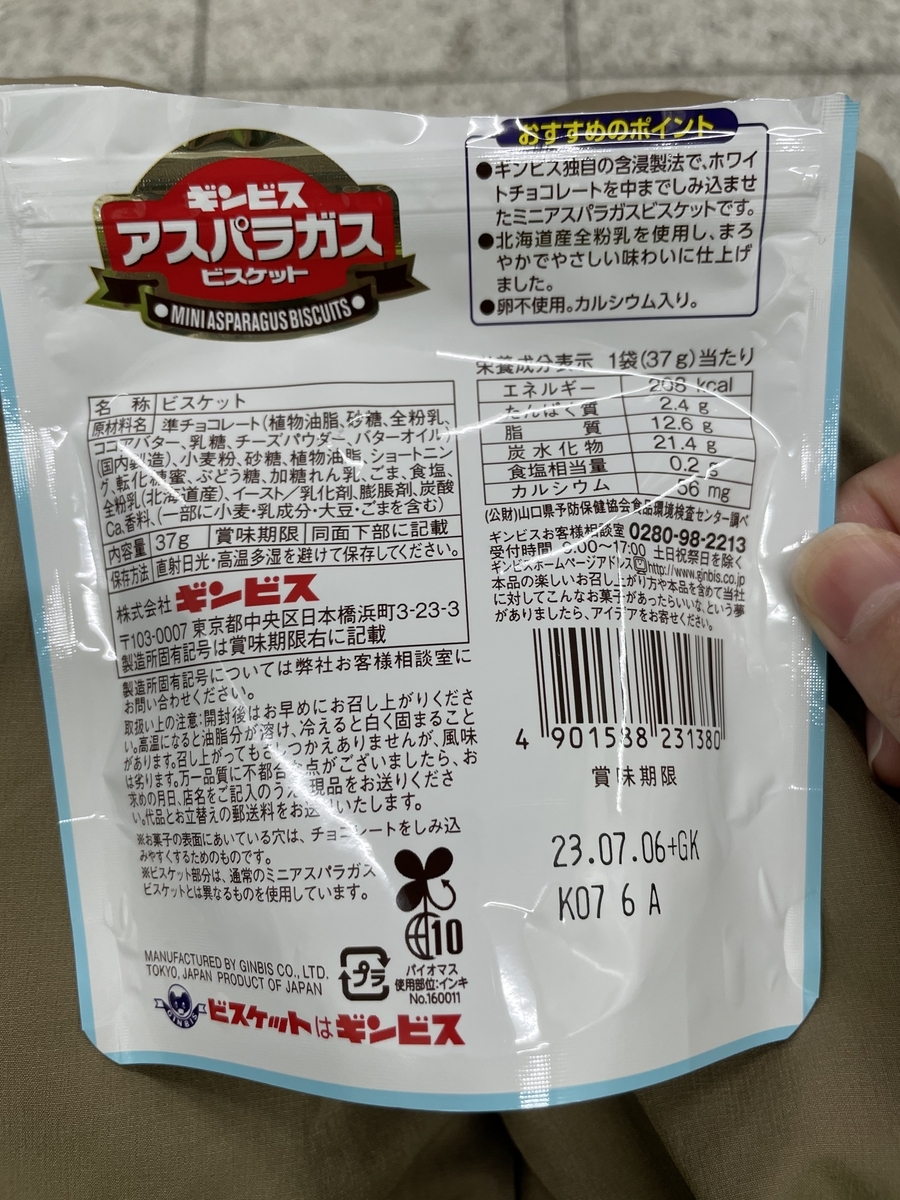 ギンビス
アスパラガス
ビスケット
MINI ASPARAGUS BISCUITS
おすすめのポイント
●ギンビス独自の含浸製法で、ホワイ
トチョコレートを中までしみ込ませ
たミニアスパラガスビスケットです。
●北海道産全粉乳を使用し、まろ
やかでやさしい味わいに仕上げ
ました。
●卵不使用。カルシウム入り。
名 称 ビスケット
原材料名 準チョコレート(植物油脂、砂糖、全粉乳、
ココアバター、乳糖、チーズパウダー、バターオイル)
(国内製造)、小麦粉、砂糖、植物油脂、ショートニン
グ、転化糖蜜、ぶどう糖、加糖れん乳、ごま、食塩、
全粉乳(北海道産)、イースト/乳化剤、膨脹剤、炭酸
Ca、香料、(一部に小麦・乳成分・大豆・ごまを含む)
内容量 37g 賞味期限 同面下部に記載
保存方法 直射日光・高温多湿を避けて保存してください。
株式会社 ギンビス
〒103-0007 東京都中央区日本橋浜町3-23-3
製造所固有記号は賞味期限右に記載
製造所固有記号については弊社お客様相談室に
お問い合わせください。
取扱い上の注意:開封後はお早めにお召し上がりくださ
い。高温になると油脂分が溶け、冷えると白く固まること
があります。召し上がってもさしつかえありませんが、風味
は劣ります。万一品質に不都合な点がございましたら、お
求めの月日、店名をご記入のうえ現品をお送りくださ
い。代品とお立替えの郵送料をお送りいたします。
※お菓子の表面にあいている穴は、チョコレートをしみ込
みやすくするためのものです。
※ビスケット部分は、通常のミニアスパラガス
ビスケットとは異なるものを使用しています。
MANUFACTURED BY GINBIS CO., LTD.
TOKYO, JAPAN PRODUCT OF JAPAN
プラ
10
バイオマス
使用部位:インキ
No.160011
GINBIS
ビスケットはギンビス
栄養成分表示 1袋(37g)当たり
エネルギー 208 kcal
たんぱく質 2.4 g
脂 質 12.6 g
炭水化物 21.4 g
食塩相当量 0.2 g
カルシウム 56 mg
(公財)山口県予防保健協会食品環境検査センター調べ
ギンビスお客様相談室 0280-98-2213
受付時間 9:00〜17:00 土日祝祭日を除く
ギンビスホームページアドレス http://www.ginbis.co.jp
本品の楽しいお召し上がり方や本品を含めて当社
に対してこんなお菓子があったらいいな、という夢
がありましたら、アイデアをお寄せください。
4 901588 231380
賞味期限
23.07.06+GK
K07 6 A